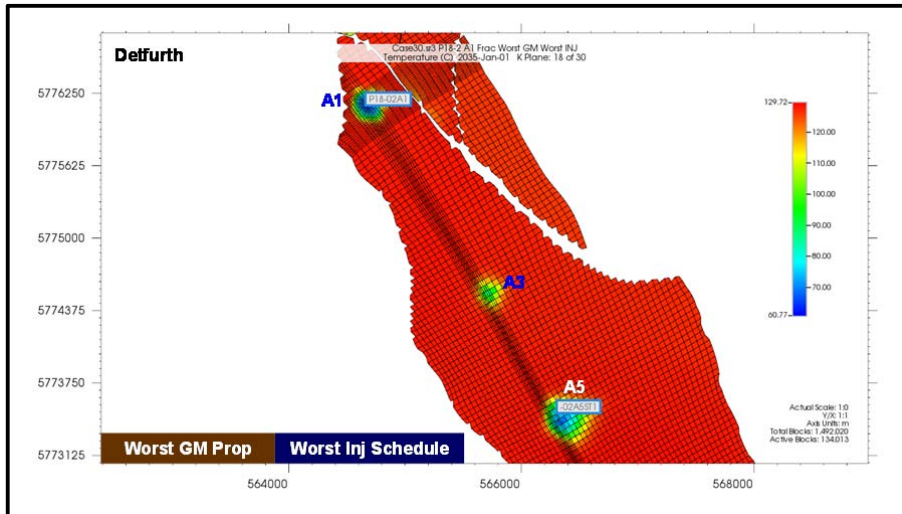 Detfurth
Case30.sr3 P18-2 A1 Frac Worst GM Worst INJ
Temperature (C) 2035-Jan-01 K Plane: 18 of 30
A1
P18-02A1
A3
A5
-02A5ST1
129.72
120.00
110.00
100.00
90.00
80.00
70.00
60.77
5776250
5775625
5775000
5774375
5773750
5773125
Actual Scale: 1:0
Y/X: 1:1
Axis Units: m
Total Blocks: 1,492,020
Active Blocks: 134,013
Worst GM Prop
Worst Inj Schedule
564000
566000
568000